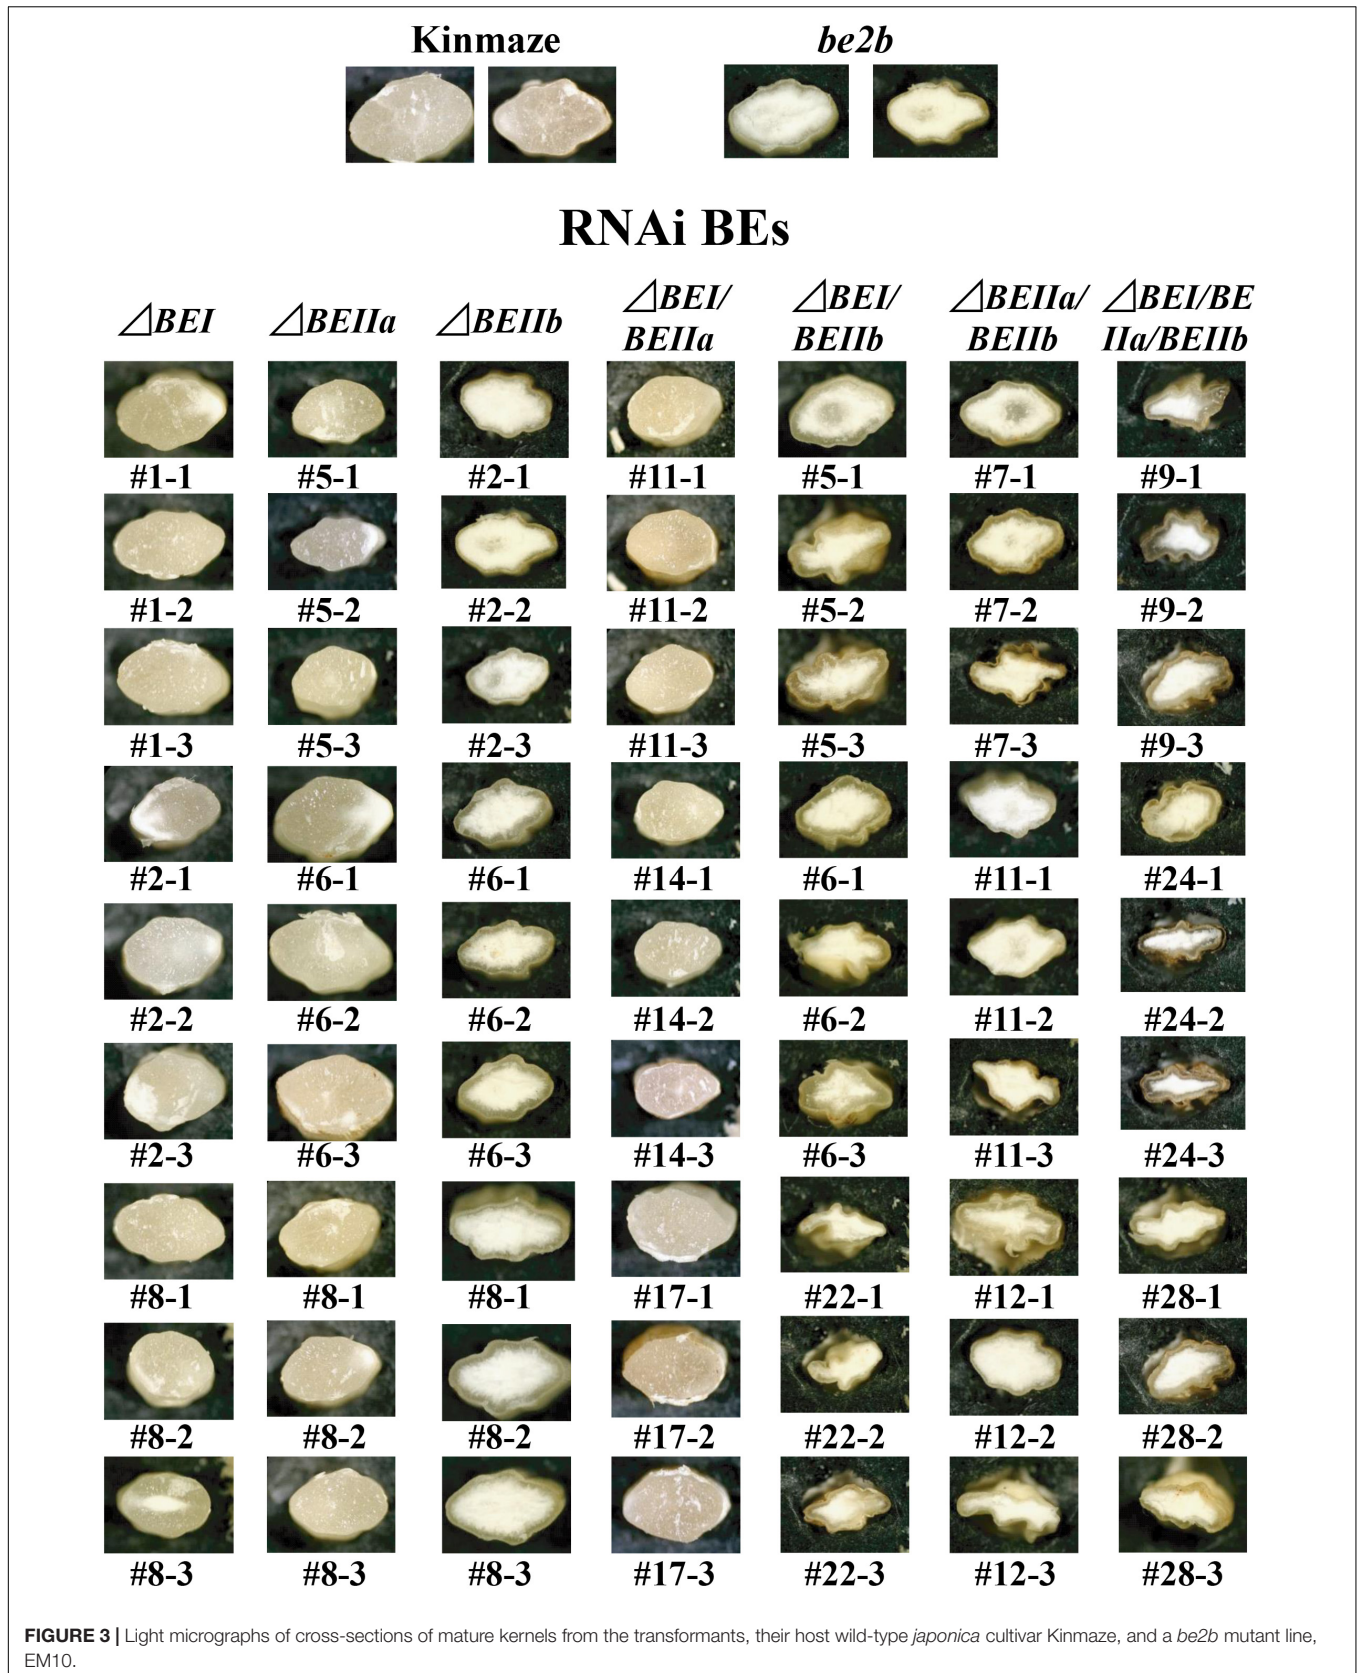 Kinmaze be2b
RNAi BEs
△BEI △BEIIa △BEIIb △BEI/ △BEI/ △BEIIa/ △BEI/BE
BEIIa BEIIb BEIIb IIa/BEIIb
#1-1 #5-1 #2-1 #11-1 #5-1 #7-1 #9-1
#1-2 #5-2 #2-2 #11-2 #5-2 #7-2 #9-2
#1-3 #5-3 #2-3 #11-3 #5-3 #7-3 #9-3
#2-1 #6-1 #6-1 #14-1 #6-1 #11-1 #24-1
#2-2 #6-2 #6-2 #14-2 #6-2 #11-2 #24-2
#2-3 #6-3 #6-3 #14-3 #6-3 #11-3 #24-3
#8-1 #8-1 #8-1 #17-1 #22-1 #12-1 #28-1
#8-2 #8-2 #8-2 #17-2 #22-2 #12-2 #28-2
#8-3 #8-3 #8-3 #17-3 #22-3 #12-3 #28-3
FIGURE 3 | Light micrographs of cross-sections of mature kernels from the transformants, their host wild-type japonica cultivar Kinmaze, and a be2b mutant line,
EM10.